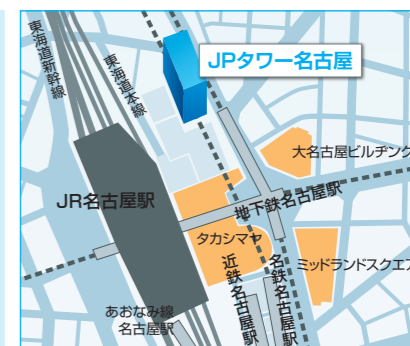 東海道新幹線
東海道本線
JPタワー名古屋
大名古屋ビルヂング
JR名古屋駅
地下鉄名古屋駅
タカシマヤ
近鉄名古屋駅
名鉄名古屋駅
ミッドランドスクエア
あおなみ線
名古屋駅